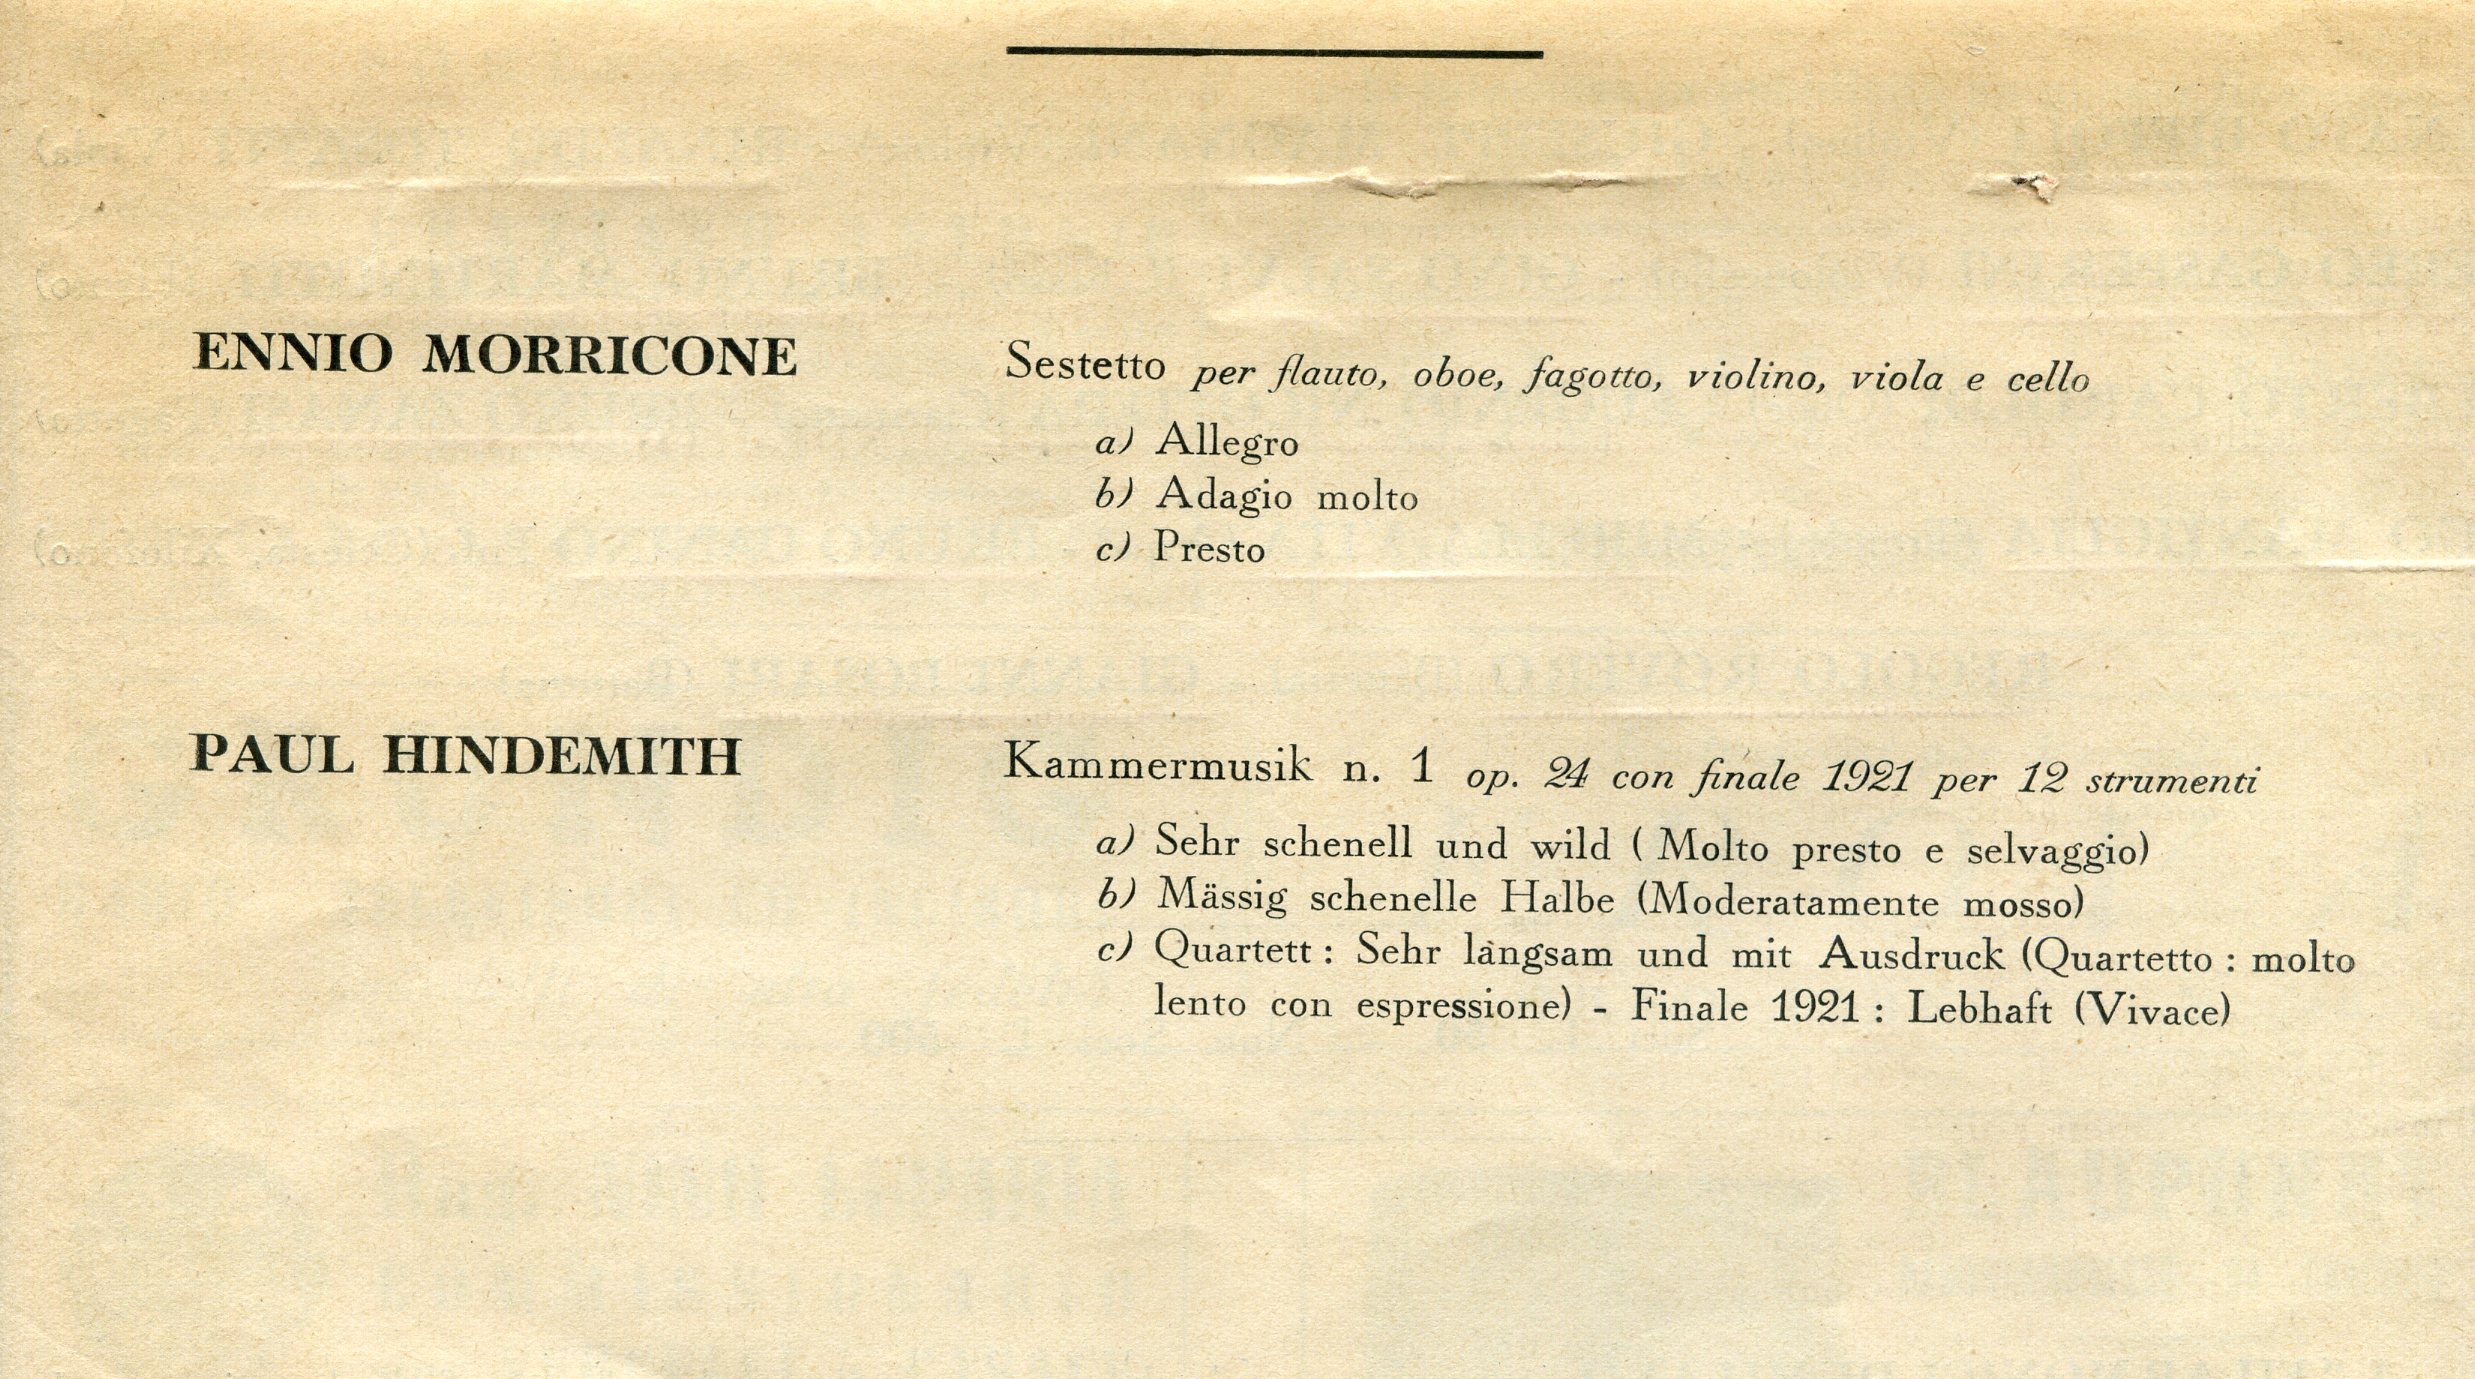 ENNIO MORRICONE
Sestetto per flauto, oboe, fagotto, violino, viola e cello
a) Allegro
b) Adagio molto
c) Presto
PAUL HINDEMITH
Kammermusik n. 1 op. 24 con finale 1921 per 12 strumenti
a) Sehr schenell und wild ( Molto presto e selvaggio)
b) Mässig schenelle Halbe (Moderatamente mosso)
c) Quartett : Sehr langsam und mit Ausdruck (Quartetto : molto
lento con espressione) - Finale 1921 : Lebhaft (Vivace)